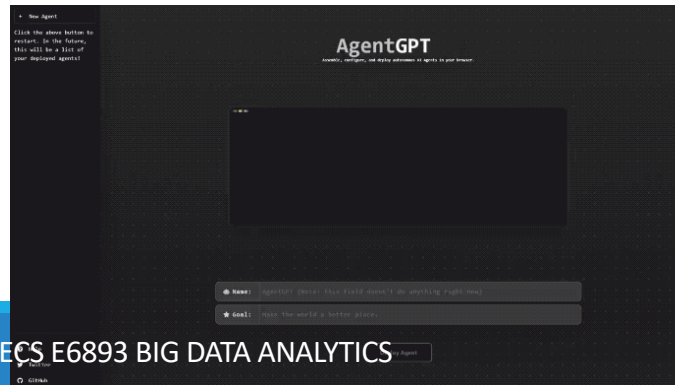 + New Agent
Click the above button to
restart. In the future,
this will be a list of
your deployed agents!
AgentGPT
Assemble, configure, and deploy autonomous AI Agents in your browser.
Name: AgentGPT (Note: this field doesn't do anything right now)
Goal: Make the world a better place.
ECS E6893 BIG DATA ANALYTICS
Agent
Twitter
GitHub